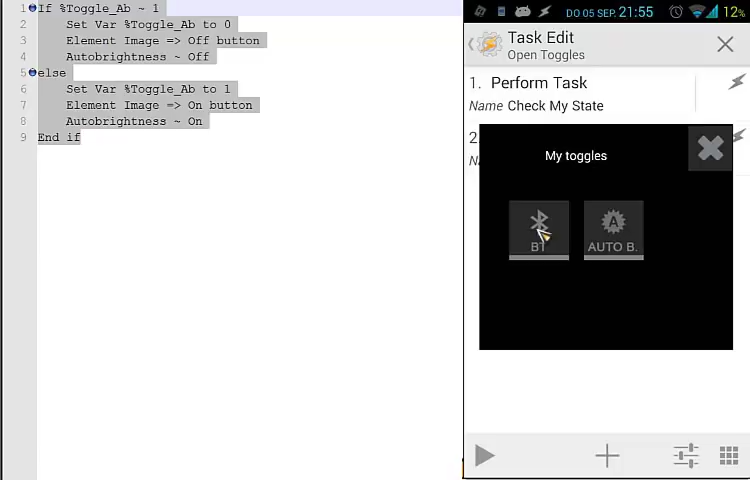 1 If %Toggle_Ab ~ 1
2 Set Var %Toggle_Ab to 0
3 Element Image => Off button
4 Autobrightness ~ Off
5 else
6 Set Var %Toggle_Ab to 1
7 Element Image => On button
8 Autobrightness ~ On
9 End if
DO 05 SEP. 21:55 12%
Task Edit
Open Toggles
1. Perform Task
Name Check My State
2
My toggles
BT AUTO B.